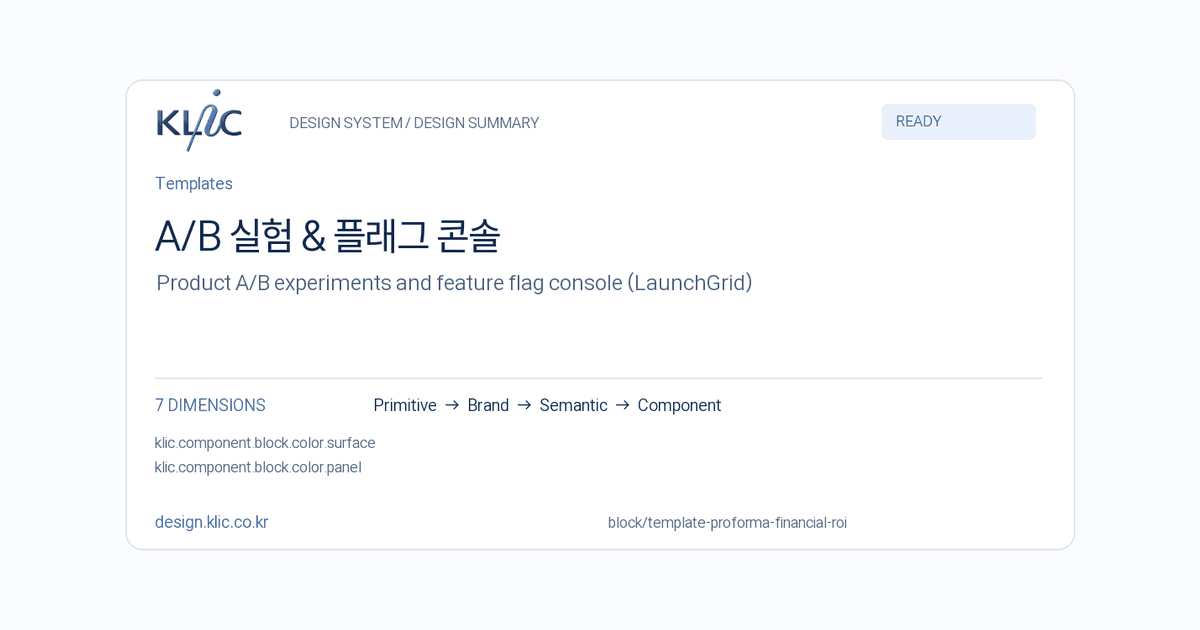 KLiC
DESIGN SYSTEM / DESIGN SUMMARY
READY
Templates
A/B 실험 & 플래그 콘솔
Product A/B experiments and feature flag console (LaunchGrid)
7 DIMENSIONS
Primitive → Brand → Semantic → Component
klic.component.block.color.surface
klic.component.block.color.panel
design.klic.co.kr
block/template-proforma-financial-roi